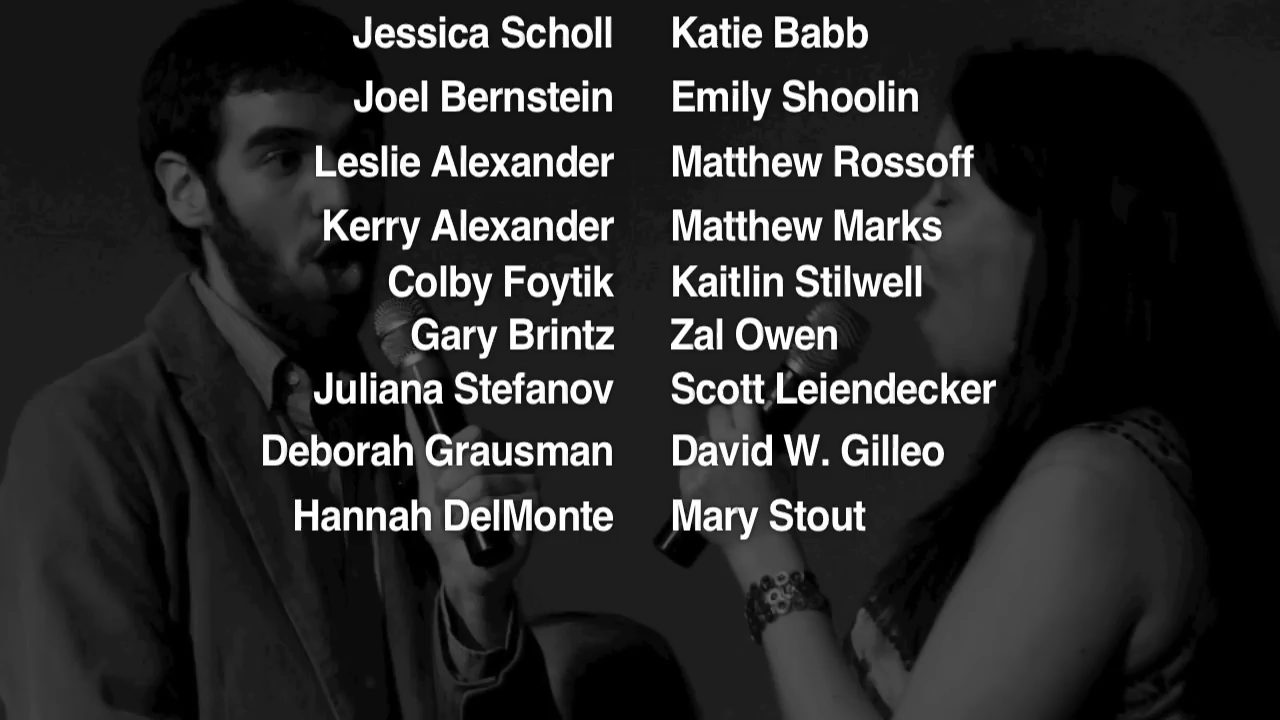 Jessica Scholl Katie Babb
Joel Bernstein Emily Shoolin
Leslie Alexander Matthew Rossoff
Kerry Alexander Matthew Marks
Colby Foytik Kaitlin Stilwell
Gary Brintz Zal Owen
Juliana Stefanov Scott Leiendecker
Deborah Grausman David W. Gilleo
Hannah DelMonte Mary Stout